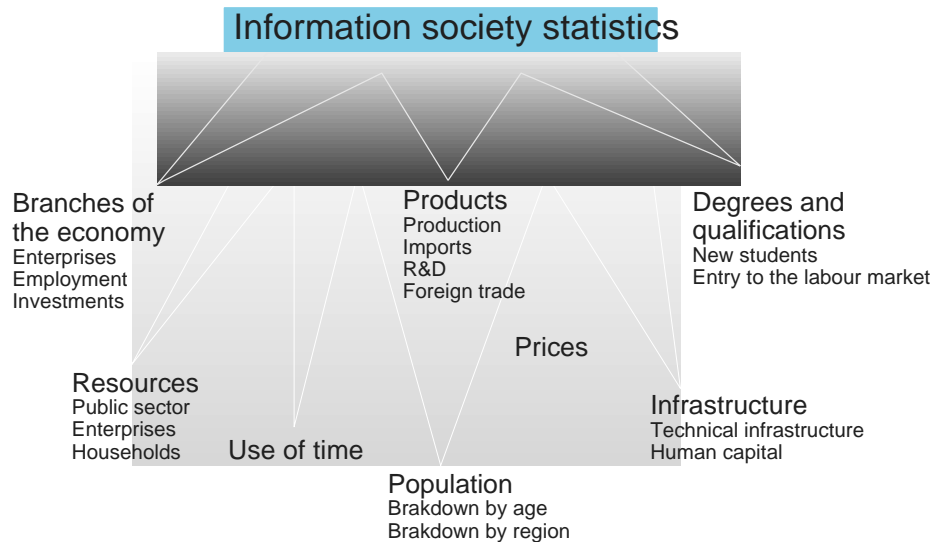 Information society statistics
Branches of
the economy
Enterprises
Employment
Investments
Products
Production
Imports
R&D
Foreign trade
Degrees and
qualifications
New students
Entry to the labour market
Prices
Resources
Public sector
Enterprises
Households
Use of time
Infrastructure
Technical infrastructure
Human capital
Population
Brakdown by age
Brakdown by region